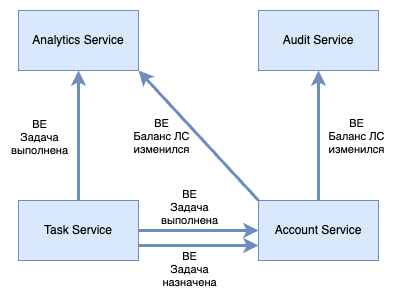 Analytics Service
Audit Service
BE
Задача
выполнена
BE
Баланс ЛС
изменился
BE
Баланс ЛС
изменился
BE
Задача
выполнена
Task Service
Account Service
BE
Задача
назначена